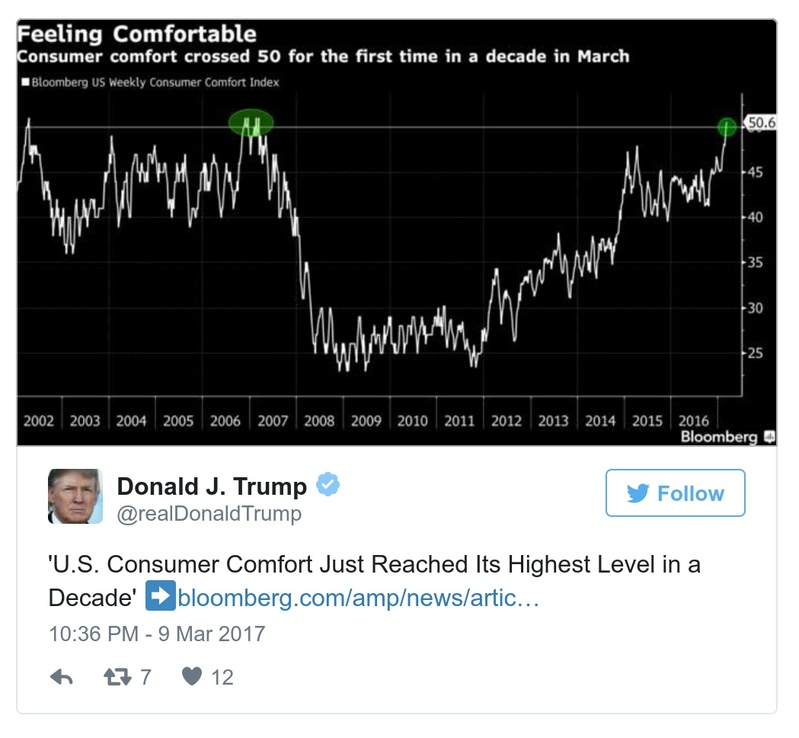 Feeling Comfortable
Consumer comfort crossed 50 for the first time in a decade in March
Bloomberg US Weekly Consumer Comfort Index
50.6
45
40
35
30
25
2002 2003 2004 2005 2006 2007 2008 2009 2010 2011 2012 2013 2014 2015 2016
Bloomberg
Donald J. Trump
@realDonaldTrump
Follow
'U.S. Consumer Comfort Just Reached Its Highest Level in a
Decade' ➡bloomberg.com/amp/news/artic…
10:36 PM - 9 Mar 2017
7 12